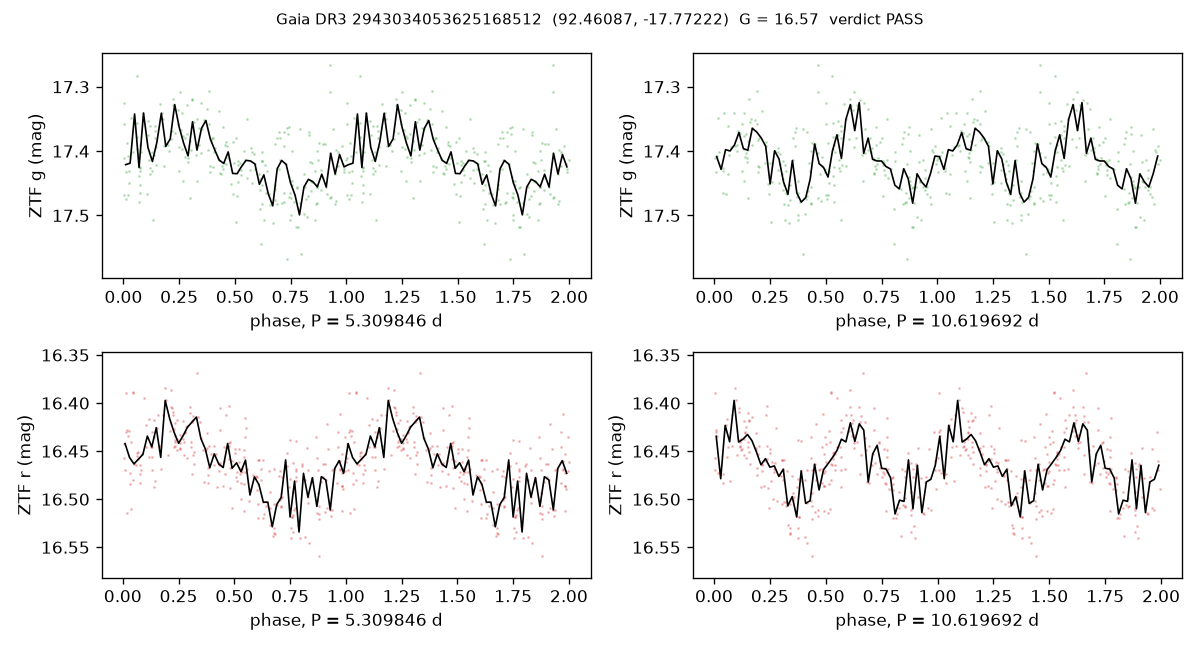 Gaia DR3 2943034053625168512  (92.46087, -17.77222)  G = 16.57  verdict PASS
ZTF g (mag)
17.3
17.4
17.5
0.00 0.25 0.50 0.75 1.00 1.25 1.50 1.75 2.00
phase, P = 5.309846 d
ZTF g (mag)
17.3
17.4
17.5
0.00 0.25 0.50 0.75 1.00 1.25 1.50 1.75 2.00
phase, P = 10.619692 d
ZTF r (mag)
16.35
16.40
16.45
16.50
16.55
0.00 0.25 0.50 0.75 1.00 1.25 1.50 1.75 2.00
phase, P = 5.309846 d
ZTF r (mag)
16.35
16.40
16.45
16.50
16.55
0.00 0.25 0.50 0.75 1.00 1.25 1.50 1.75 2.00
phase, P = 10.619692 d